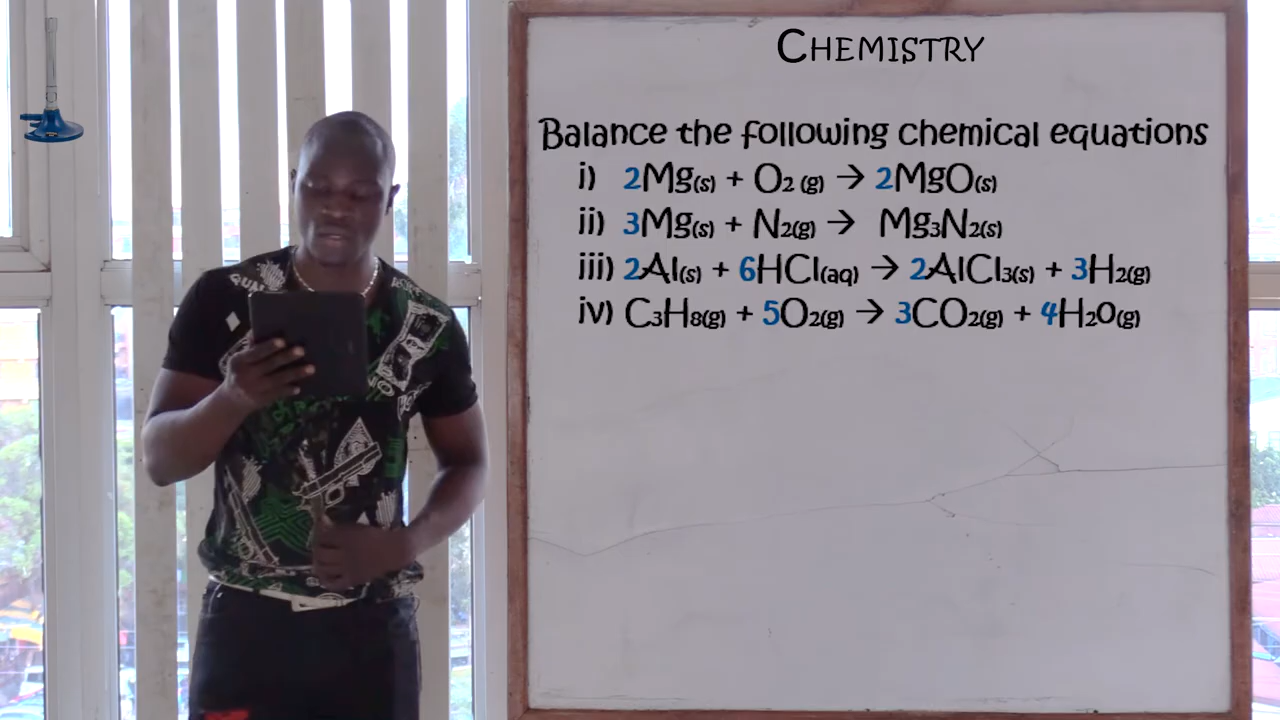 CHEMISTRY
Balance the following chemical equations
i) 2Mg(s) + O2 (g) → 2MgO(s)
ii) 3Mg(s) + N2(g) → Mg3N2(s)
iii) 2Al(s) + 6HCl(aq) → 2AlCl3(s) + 3H2(g)
iv) C3H8(g) + 5O2(g) → 3CO2(g) + 4H2O(g)